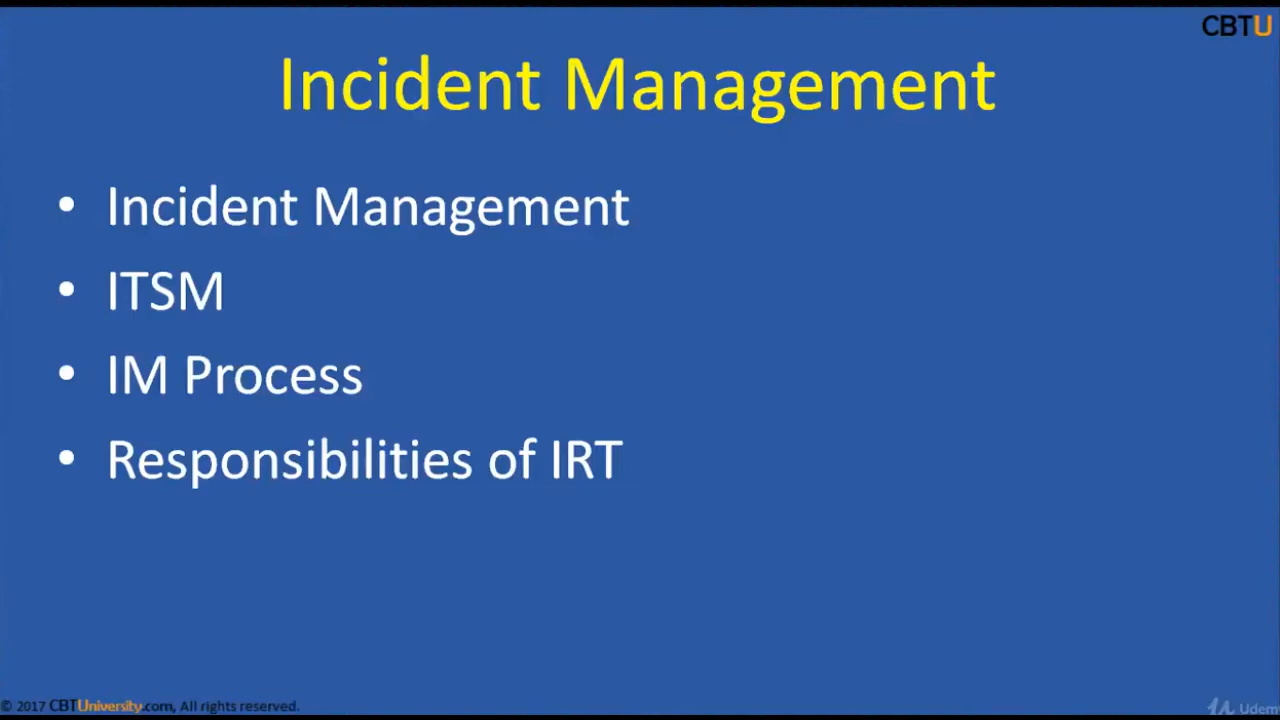 CBTU
Incident Management
• Incident Management
• ITSM
• IM Process
• Responsibilities of IRT
© 2017 CBTUniversity.com, All rights reserved.